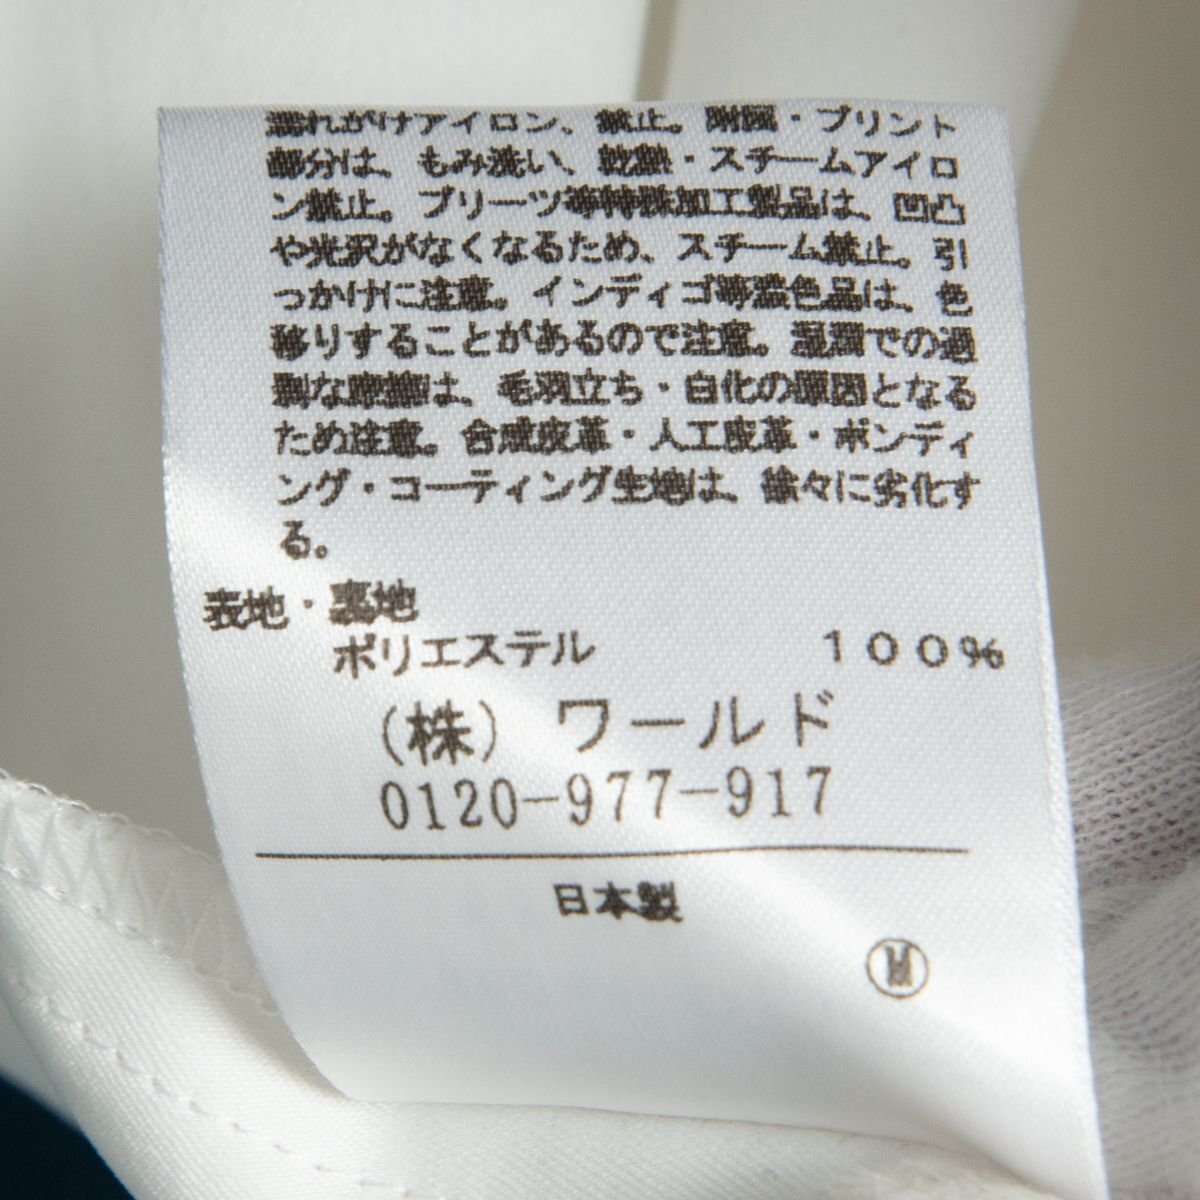 濡れがけアイロン、禁止。附属・プリント
部分は、もみ洗い、乾熱・スチームアイロ
ン禁止。プリーツ等特殊加工製品は、凹凸
や光沢がなくなるため、スチーム禁止。引
っかけに注意。インディゴ等濃色品は、色
移りすることがあるので注意。湿潤での過
剰な摩擦は、毛羽立ち・白化の原因となる
ため注意。合成皮革・人工皮革・ボンディ
ング・コーティング生地は、徐々に劣化す
る。
表地・裏地
ポリエステル 100%
(株) ワールド
0120-977-917
日本製
M